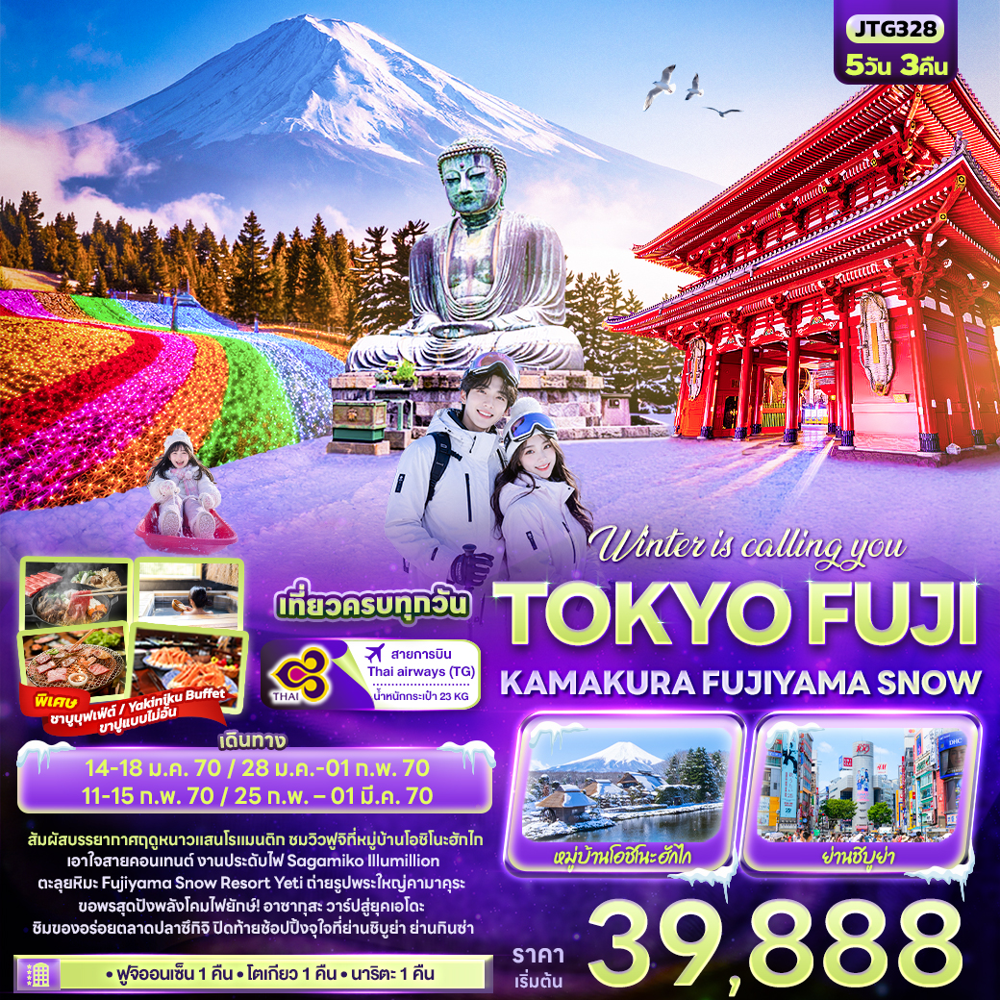 JTG328
5วัน 3คืน
Winter is calling you
TOKYO FUJI
KAMAKURA FUJIYAMA SNOW
เที่ยวครบทุกวัน
THAI
สายการบิน
Thai airways (TG)
น้ำหนักกระเป๋า 23 KG
พิเศษ
ชาบูบุฟเฟ่ต์ / Yakiniku Buffet
ขาปูแบบไม่อั้น
เดินทาง
14-18 ม.ค. 70 / 28 ม.ค.-01 ก.พ. 70
11-15 ก.พ. 70 / 25 ก.พ. – 01 มี.ค. 70
หมู่บ้านโอชิโนะฮักไก
ย่านชิบูย่า
สัมผัสบรรยากาศฤดูหนาวแสนโรแมนติก ชมวิวฟูจิที่หมู่บ้านโอชิโนะฮักไก
เอาใจสายคอนเทนต์ งานประดับไฟ Sagamiko Illumillion
ตะลุยหิมะ Fujiyama Snow Resort Yeti ถ่ายรูปพระใหญ่คามาคุระ
ขอพรสุดปังพลังโคมไฟยักษ์! อาซากุสะ วาร์ปสู่ยุคเอโดะ
ชิมของอร่อยตลาดปลาซึกิจิ ปิดท้ายช้อปปิ้งจุใจที่ย่านชิบูย่า ย่านกินซ่า
• ฟูจิออนเซ็น 1 คืน • โตเกียว 1 คืน • นาริตะ 1 คืน
ราคา
เริ่มต้น
39,888